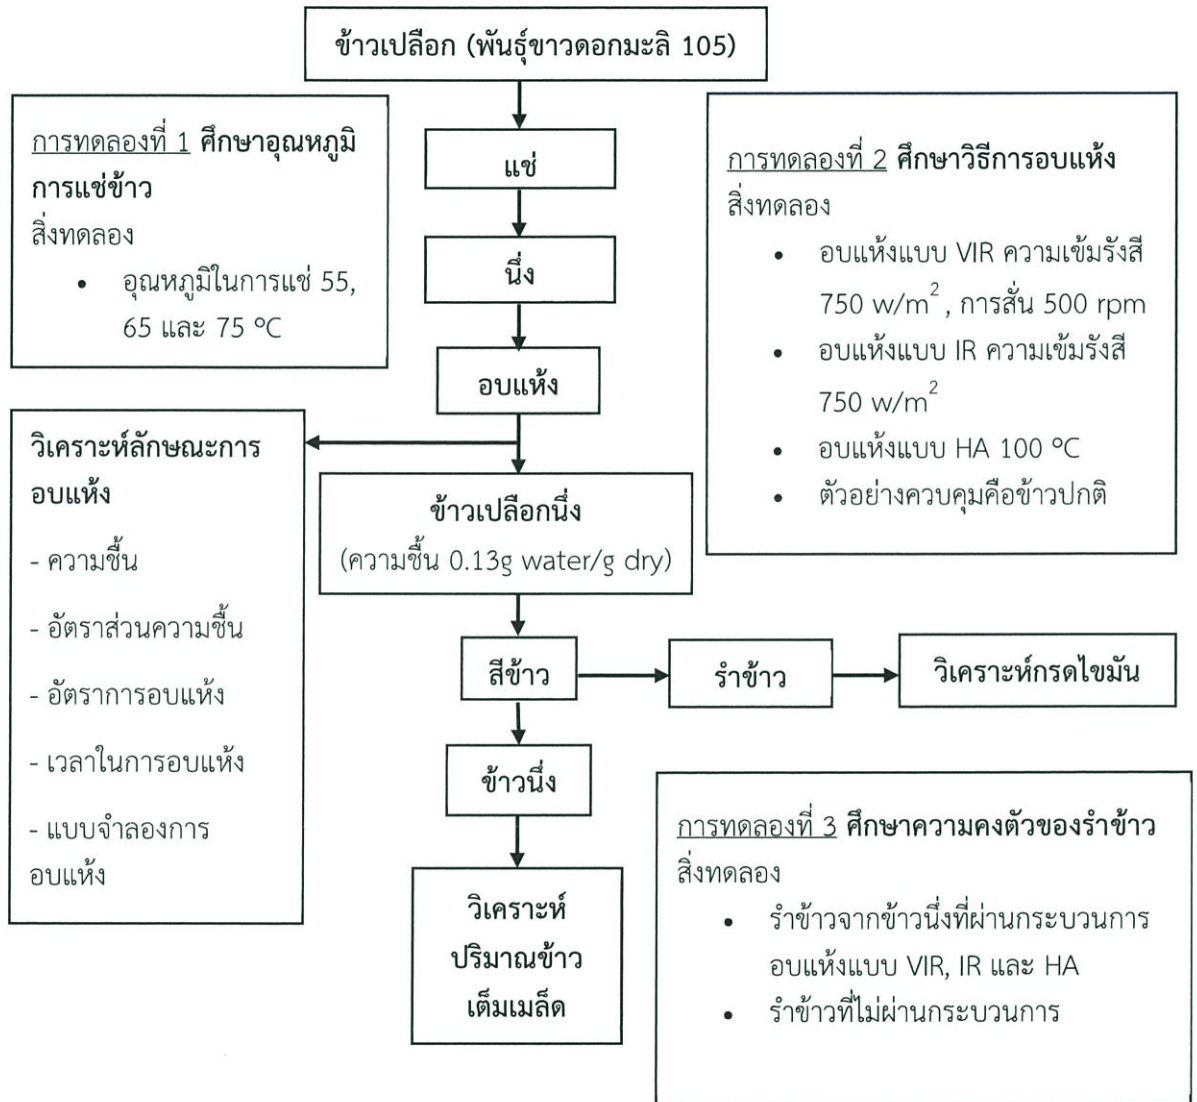 ข้าวเปลือก (พันธุ์ขาวดอกมะลิ 105)
การทดลองที่ 1 ศึกษาอุณหภูมิ
การแช่ข้าว
สิ่งทดลอง
• อุณหภูมิในการแช่ 55,
65 และ 75 °C
แช่
นึ่ง
อบแห้ง
การทดลองที่ 2 ศึกษาวิธีการอบแห้ง
สิ่งทดลอง
• อบแห้งแบบ VIR ความเข้มรังสี
750 w/m², การสั่น 500 rpm
• อบแห้งแบบ IR ความเข้มรังสี
750 w/m²
• อบแห้งแบบ HA 100 °C
• ตัวอย่างควบคุมคือข้าวปกติ
วิเคราะห์ลักษณะการ
อบแห้ง
- ความชื้น
- อัตราส่วนความชื้น
- อัตราการอบแห้ง
- เวลาในการอบแห้ง
- แบบจำลองการ
อบแห้ง
ข้าวเปลือกนึ่ง
(ความชื้น 0.13g water/g dry)
สีข้าว
รำข้าว
วิเคราะห์กรดไขมัน
ข้าวนึ่ง
วิเคราะห์
ปริมาณข้าว
เต็มเมล็ด
การทดลองที่ 3 ศึกษาความคงตัวของรำข้าว
สิ่งทดลอง
• รำข้าวจากข้าวนึ่งที่ผ่านกระบวนการ
อบแห้งแบบ VIR, IR และ HA
• รำข้าวที่ไม่ผ่านกระบวนการ